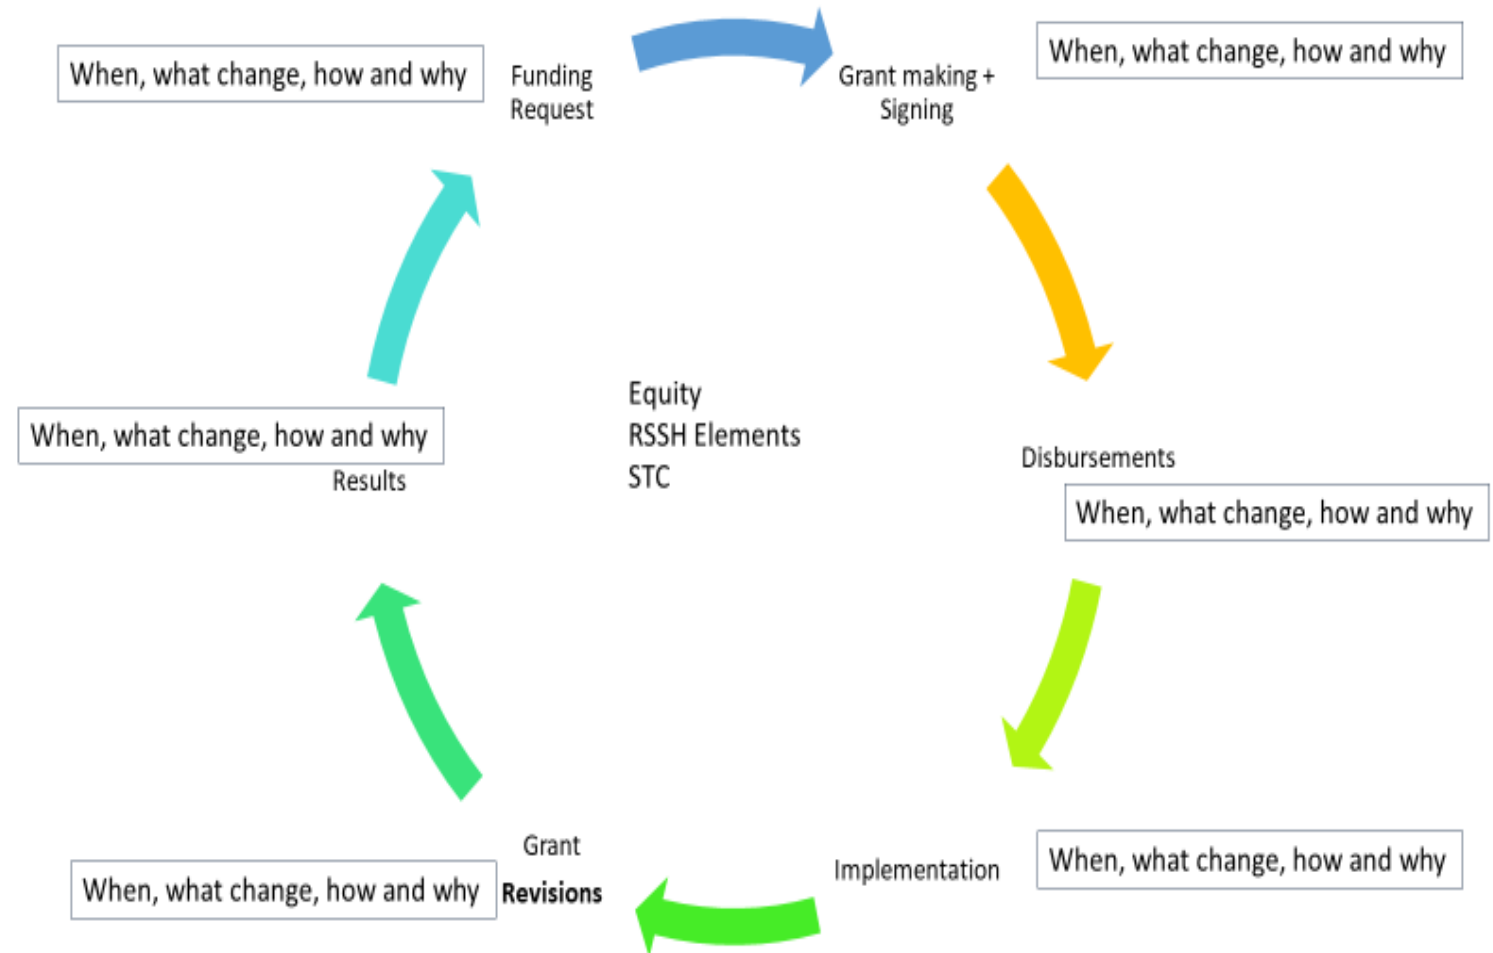 When, what change, how and why
Funding
Request
Grant making +
Signing
When, what change, how and why
Equity
RSSH Elements
STC
Disbursements
When, what change, how and why
When, what change, how and why
Results
Implementation
When, what change, how and why
Grant
Revisions
When, what change, how and why